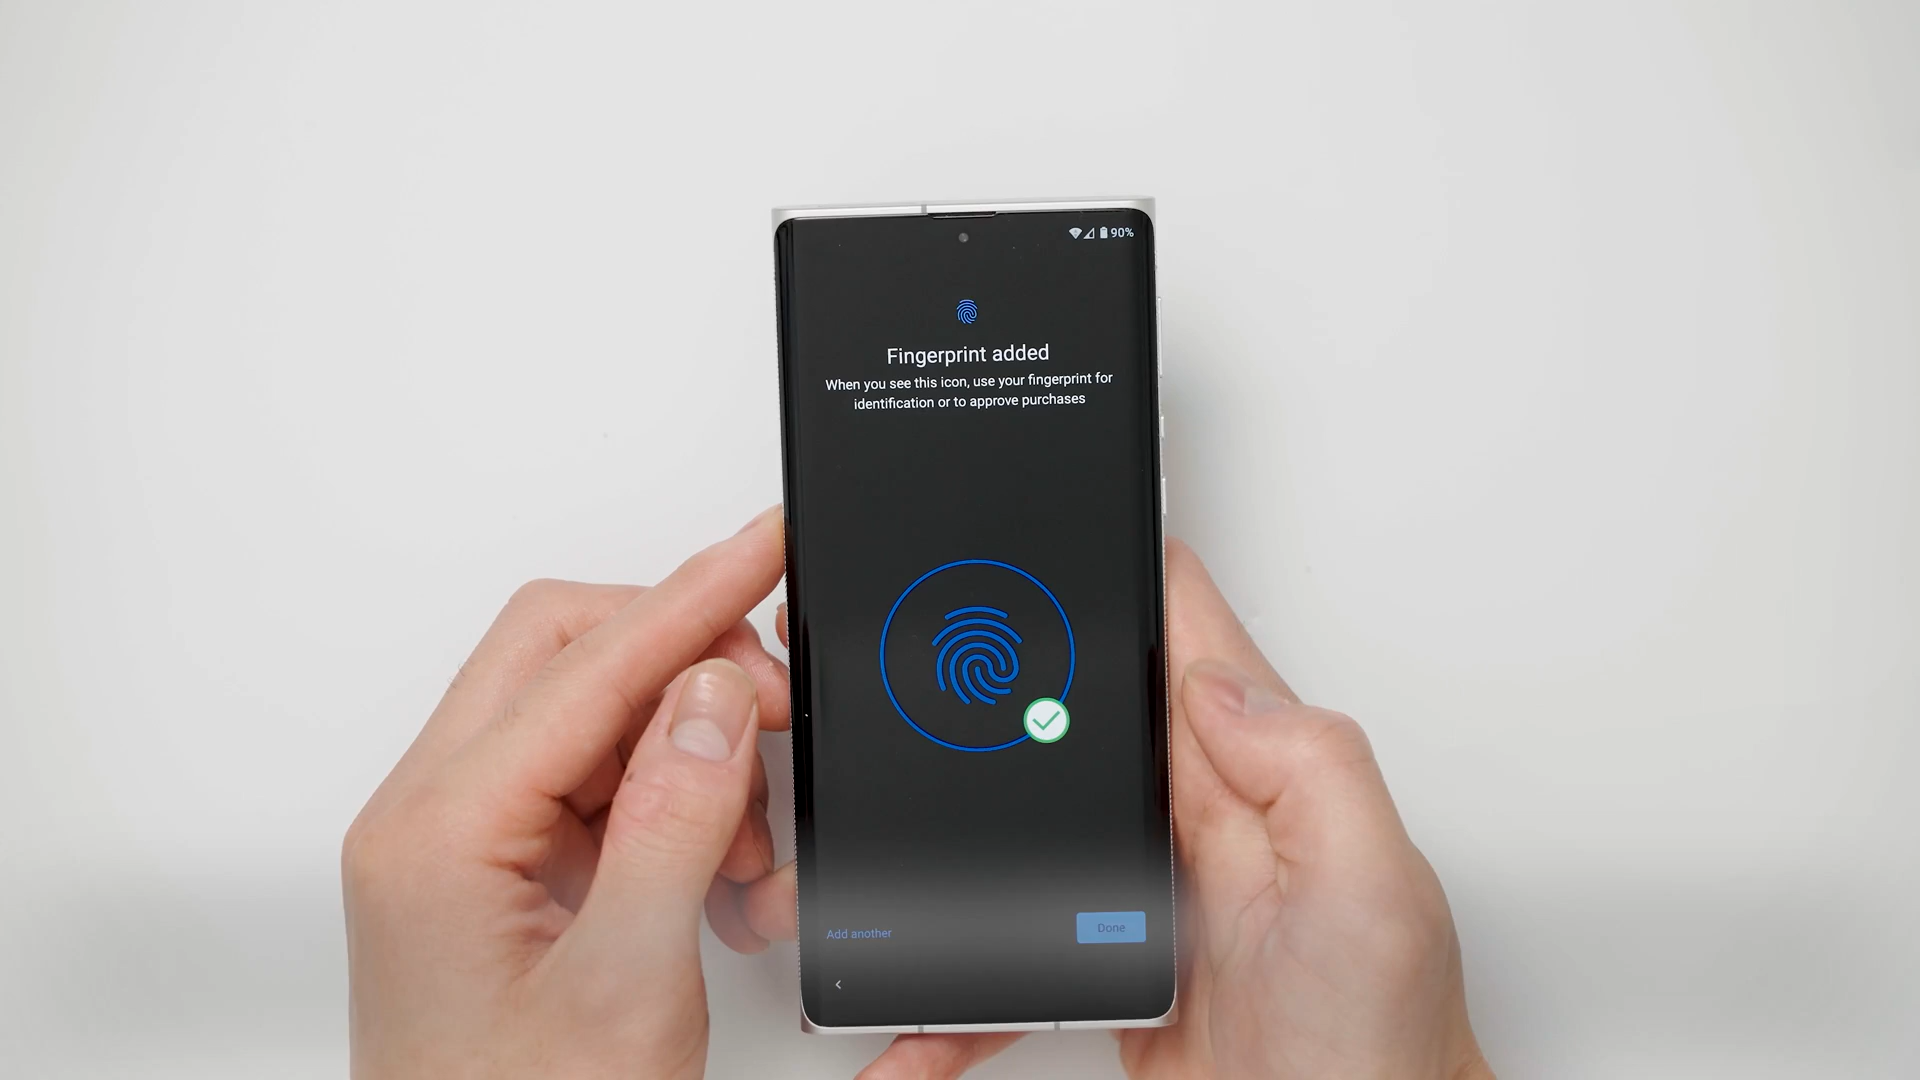 90%
Fingerprint added
When you see this icon, use your fingerprint for
identification or to approve purchases
Add another
Done